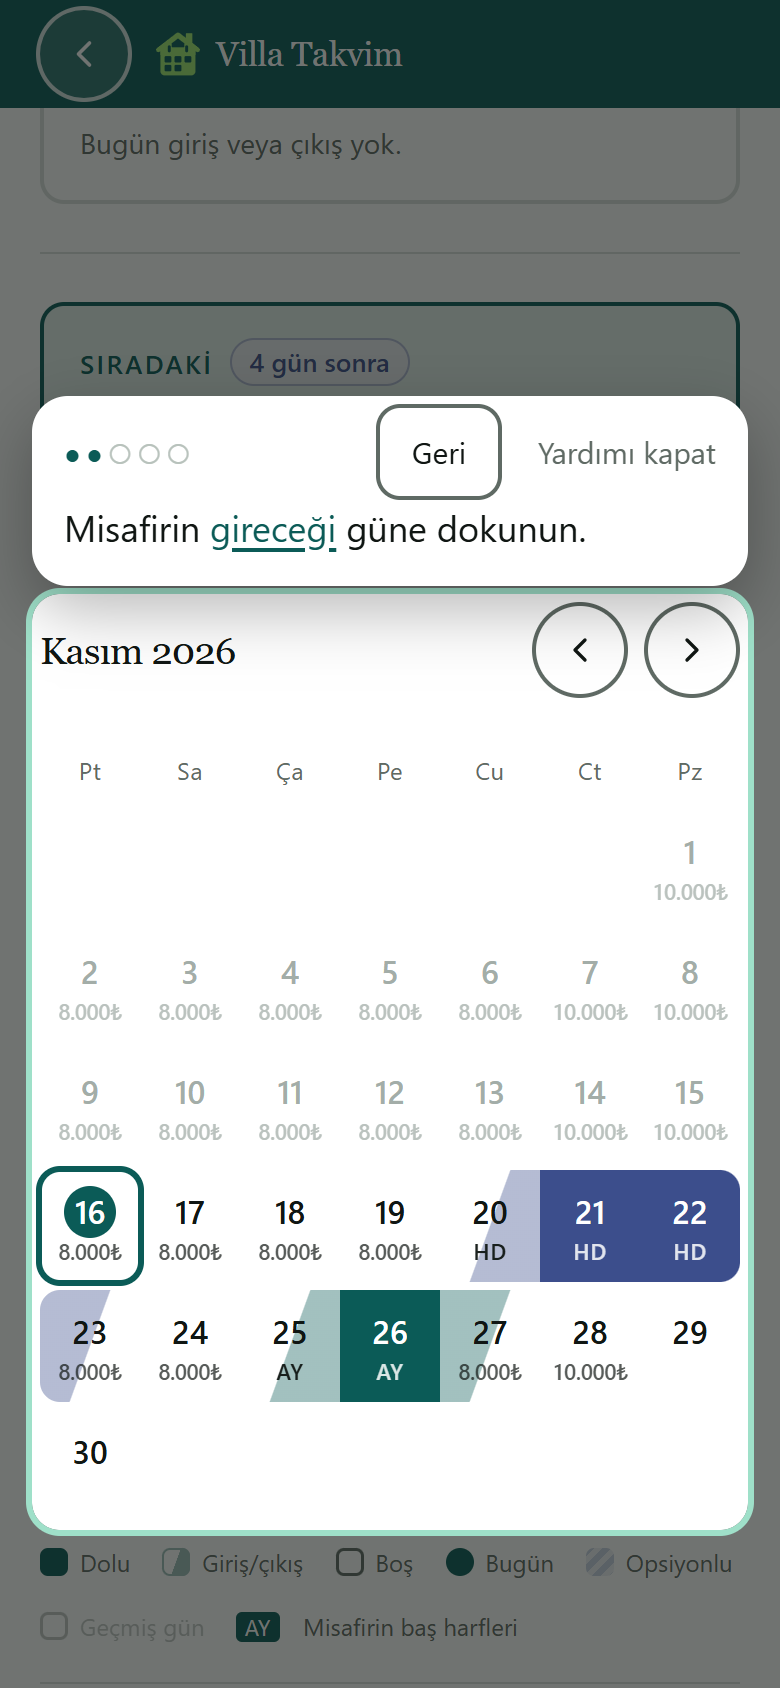 Villa Takvim
Bugün giriş veya çıkış yok.
SIRADAKİ 4 gün sonra
Geri Yardımı kapat
Misafirin gireceği güne dokunun.
Kasım 2026
Pt Sa Ça Pe Cu Ct Pz
1
10.000₺
2 3 4 5 6 7 8
8.000₺ 8.000₺ 8.000₺ 8.000₺ 8.000₺ 10.000₺ 10.000₺
9 10 11 12 13 14 15
8.000₺ 8.000₺ 8.000₺ 8.000₺ 8.000₺ 10.000₺ 10.000₺
16 17 18 19 20 21 22
8.000₺ 8.000₺ 8.000₺ 8.000₺ HD HD HD
23 24 25 26 27 28 29
8.000₺ 8.000₺ AY AY 8.000₺ 10.000₺
30
Dolu Giriş/çıkış Boş Bugün Opsiyonlu
Geçmiş gün AY Misafirin baş harfleri